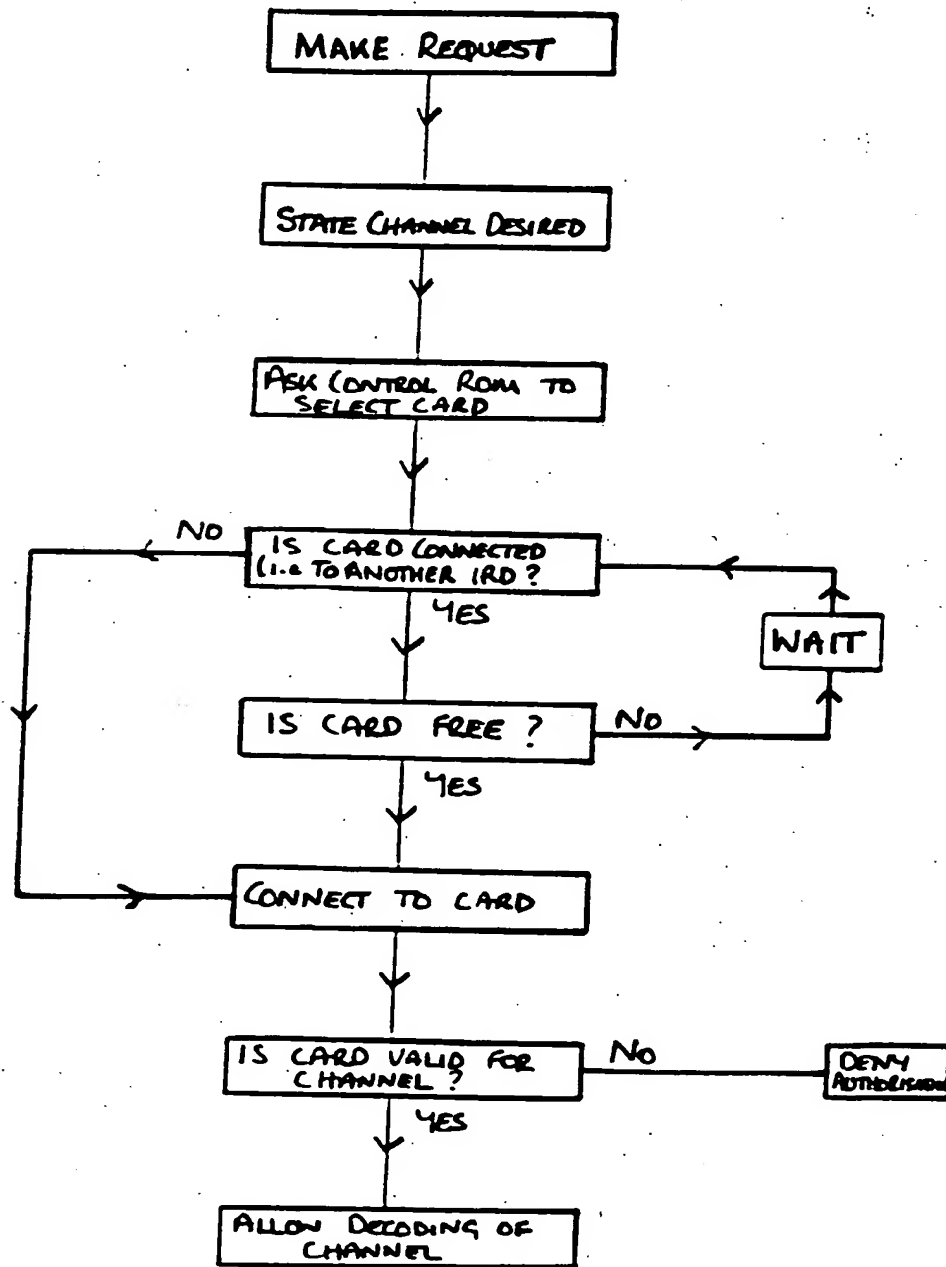 MAKE REQUEST
STATE CHANNEL DESIRED
ASK CONTROL ROOM TO
SELECT CARD
NO
IS CARD CONNECTED
(i.e TO ANOTHER IRD ?
YES
WAIT
IS CARD FREE ?
NO
YES
CONNECT TO CARD
IS CARD VALID FOR
CHANNEL ?
NO
DENY
YES
ALLOW DECODING OF
CHANNEL